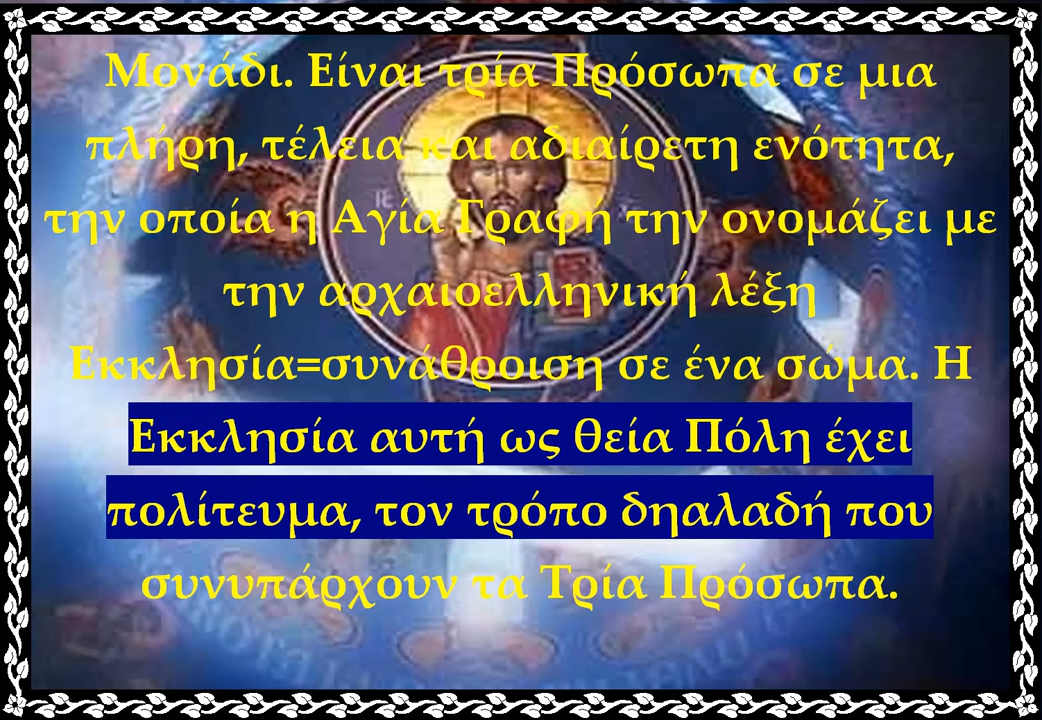 Μονάδι. Είναι τρία Πρόσωπα σε μια
πλήρη, τέλεια και αδιαίρετη ενότητα,
την οποία η Αγία Γραφή την ονομάζει με
την αρχαιοελληνική λέξη
Εκκλησία=συνάθροιση σε ένα σώμα. Η
Εκκλησία αυτή ως θεία Πόλη έχει
πολίτευμα, τον τρόπο δηαλαδή που
συνυπάρχουν τα Τρία Πρόσωπα.